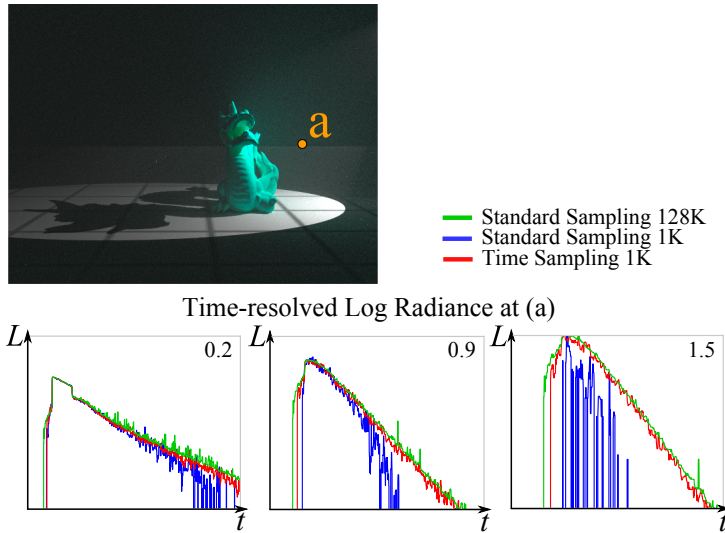 a
Standard Sampling 128K
Standard Sampling 1K
Time Sampling 1K
Time-resolved Log Radiance at (a)
L 0.2 L 0.9 L 1.5
t t t